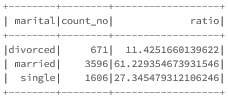 +--------+--------+------------------+
| marital|count_no|             ratio|
+--------+--------+------------------+
|divorced|     671|  11.4251660139622|
| married|    3596|61.229354673931546|
|  single|    1606|27.345479312106246|
+--------+--------+------------------+